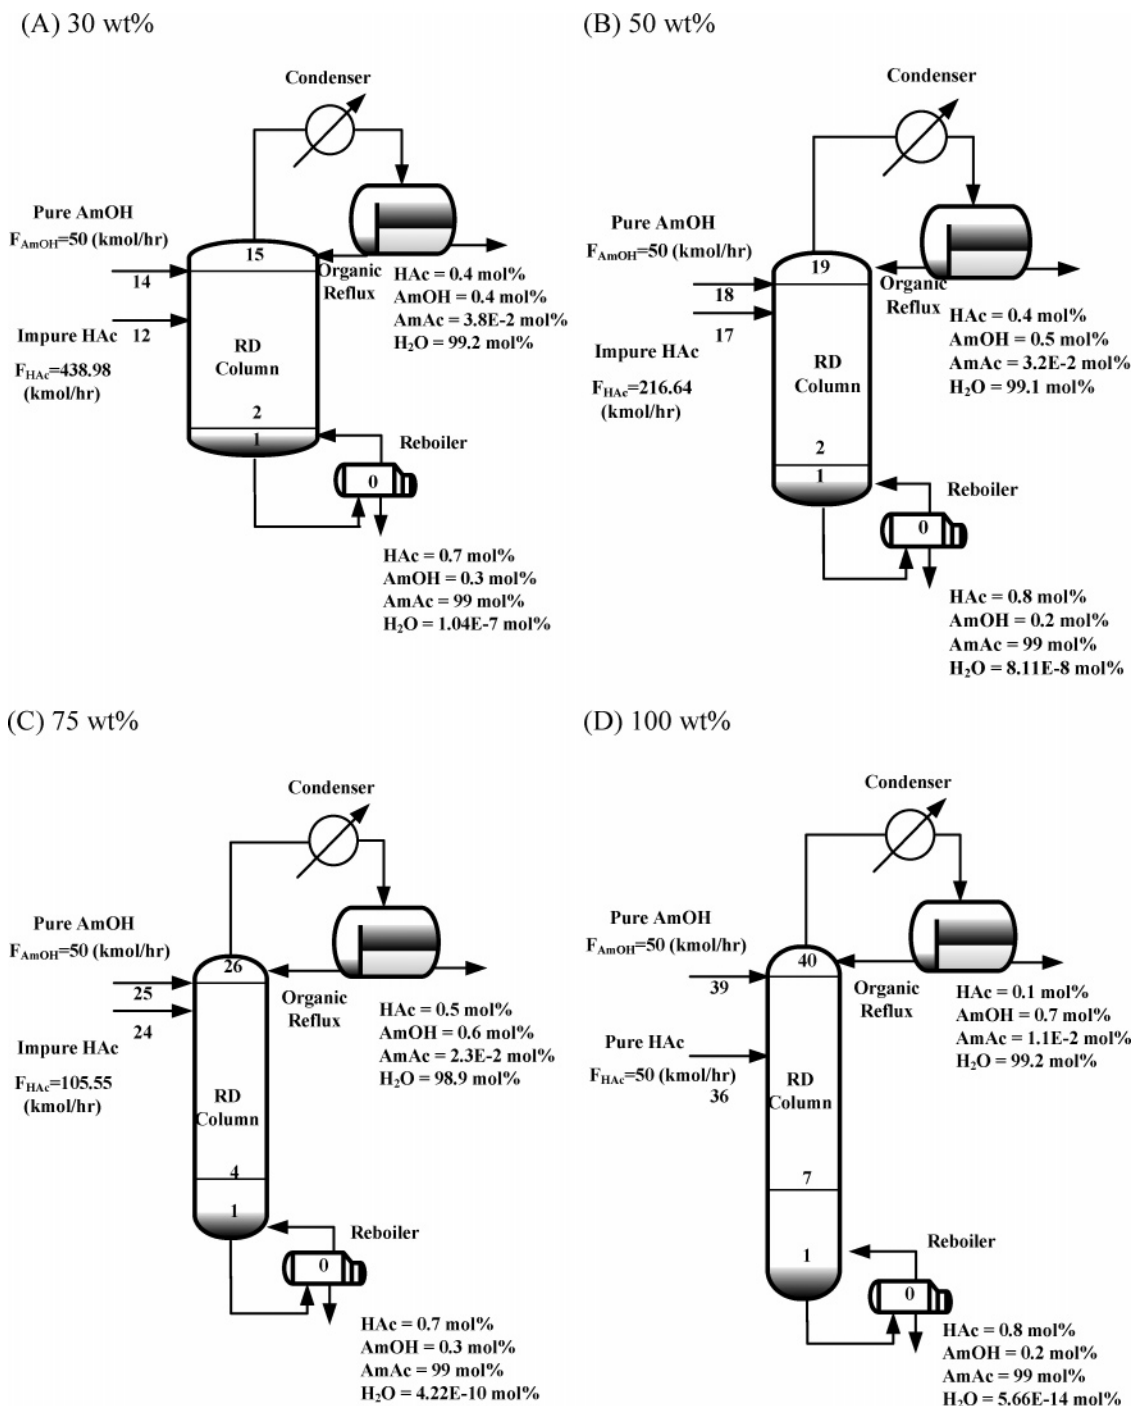 (A) 30 wt%
Condenser
Pure AmOH
F_AmOH=50 (kmol/hr)
15
14
Organic
Reflux
HAc = 0.4 mol%
AmOH = 0.4 mol%
AmAc = 3.8E-2 mol%
H₂O = 99.2 mol%
Impure HAc
12
F_HAc=438.98
(kmol/hr)
RD
Column
2
1
Reboiler
0
HAc = 0.7 mol%
AmOH = 0.3 mol%
AmAc = 99 mol%
H₂O = 1.04E-7 mol%
(B) 50 wt%
Condenser
Pure AmOH
F_AmOH=50 (kmol/hr)
19
18
Organic
Reflux
HAc = 0.4 mol%
AmOH = 0.5 mol%
AmAc = 3.2E-2 mol%
H₂O = 99.1 mol%
17
Impure HAc
F_HAc=216.64
(kmol/hr)
RD
Column
2
1
Reboiler
0
HAc = 0.8 mol%
AmOH = 0.2 mol%
AmAc = 99 mol%
H₂O = 8.11E-8 mol%
(C) 75 wt%
Condenser
Pure AmOH
F_AmOH=50 (kmol/hr)
26
25
Organic
Reflux
HAc = 0.5 mol%
AmOH = 0.6 mol%
AmAc = 2.3E-2 mol%
H₂O = 98.9 mol%
24
Impure HAc
F_HAc=105.55
(kmol/hr)
RD
Column
4
1
Reboiler
0
HAc = 0.7 mol%
AmOH = 0.3 mol%
AmAc = 99 mol%
H₂O = 4.22E-10 mol%
(D) 100 wt%
Condenser
Pure AmOH
F_AmOH=50 (kmol/hr)
40
39
Organic
Reflux
HAc = 0.1 mol%
AmOH = 0.7 mol%
AmAc = 1.1E-2 mol%
H₂O = 99.2 mol%
Pure HAc
F_HAc=50 (kmol/hr)
36
RD
Column
7
1
Reboiler
0
HAc = 0.8 mol%
AmOH = 0.2 mol%
AmAc = 99 mol%
H₂O = 5.66E-14 mol%